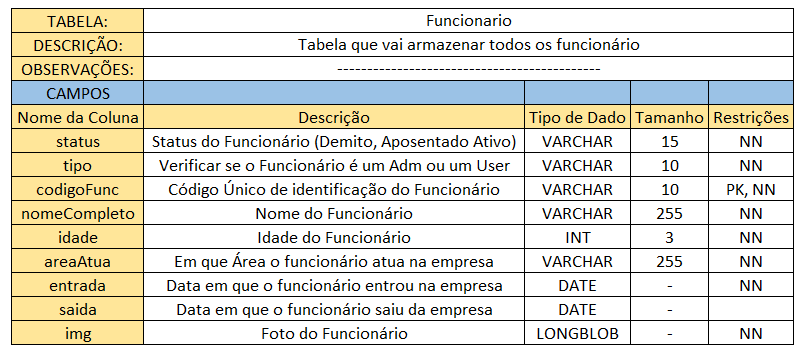 TABELA: Funcionario
DESCRIÇÃO: Tabela que vai armazenar todos os funcionário
OBSERVAÇÕES: --------------------------------------------
CAMPOS
Nome da Coluna Descrição Tipo de Dado Tamanho Restrições
status Status do Funcionário (Demito, Aposentado Ativo) VARCHAR 15 NN
tipo Verificar se o Funcionário é um Adm ou um User VARCHAR 10 NN
codigoFunc Código Único de identificação do Funcionário VARCHAR 10 PK, NN
nomeCompleto Nome do Funcionário VARCHAR 255 NN
idade Idade do Funcionário INT 3 NN
areaAtua Em que Área o funcionário atua na empresa VARCHAR 255 NN
entrada Data em que o funcionário entrou na empresa DATE - NN
saida Data em que o funcionário saiu da empresa DATE -
img Foto do Funcionário LONGBLOB - NN